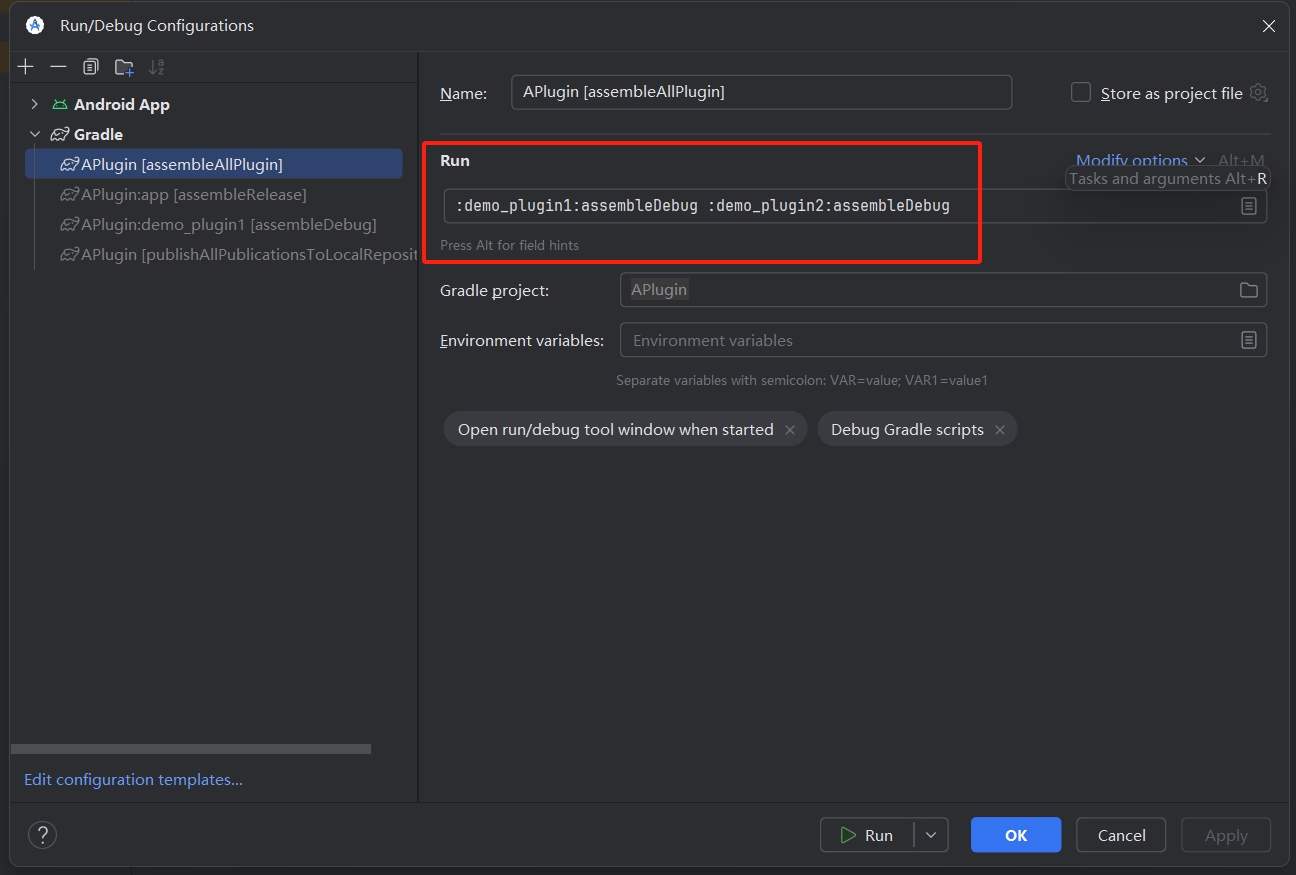 Run/Debug Configurations
Android App
Gradle
APlugin [assembleAllPlugin]
APlugin:app [assembleRelease]
APlugin:demo_plugin1 [assembleDebug]
APlugin [publishAllPublicationsToLocalReposit
Edit configuration templates...
Name:
APlugin [assembleAllPlugin]
Store as project file
Run
Modify options Alt+M
Tasks and arguments Alt+R
:demo_plugin1:assembleDebug :demo_plugin2:assembleDebug
Press Alt for field hints
Gradle project:
APlugin
Environment variables:
Environment variables
Separate variables with semicolon: VAR=value; VAR1=value1
Open run/debug tool window when started
Debug Gradle scripts
?
Run
OK
Cancel
Apply